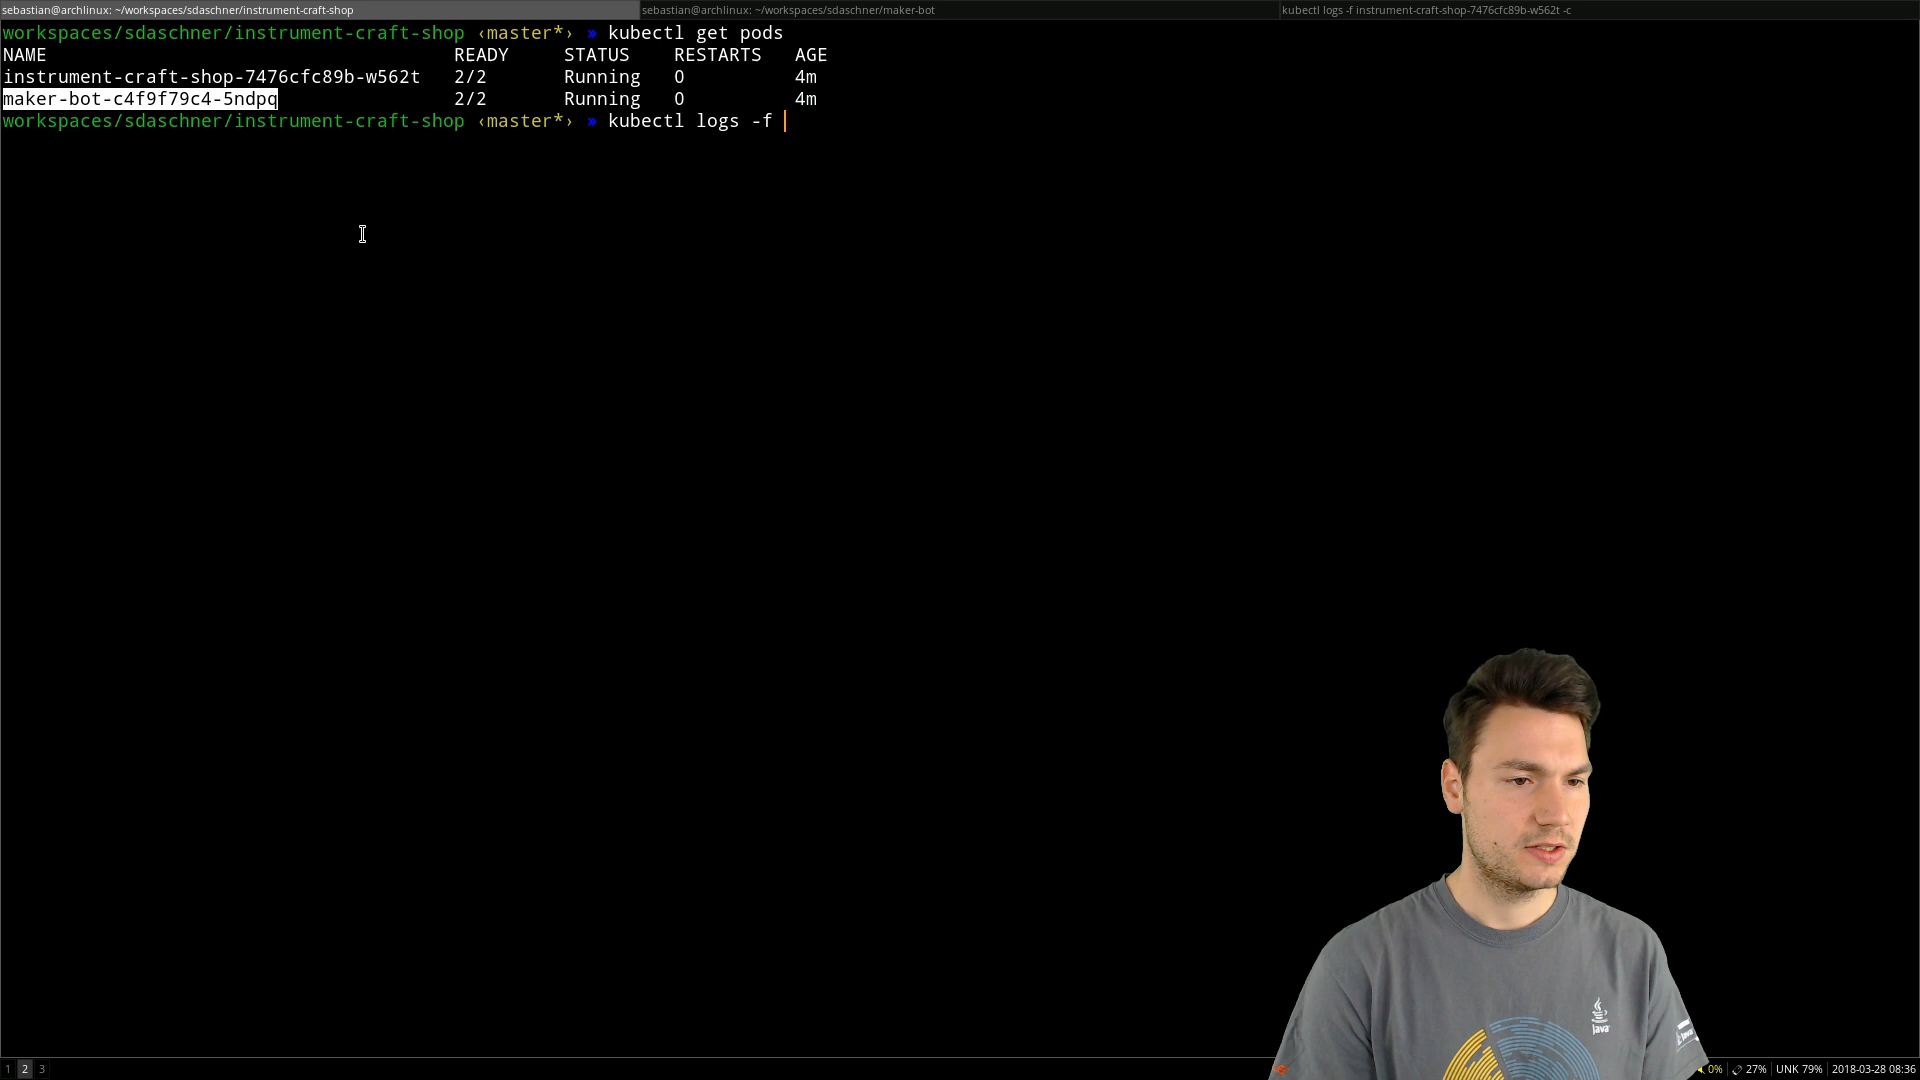 sebastian@archlinux: ~/workspaces/sdaschner/instrument-craft-shop
sebastian@archlinux: ~/workspaces/sdaschner/maker-bot
kubectl logs -f instrument-craft-shop-7476cfc89b-w562t -c
workspaces/sdaschner/instrument-craft-shop ‹master*› » kubectl get pods
NAME READY STATUS RESTARTS AGE
instrument-craft-shop-7476cfc89b-w562t 2/2 Running 0 4m
maker-bot-c4f9f79c4-5ndpq 2/2 Running 0 4m
workspaces/sdaschner/instrument-craft-shop ‹master*› » kubectl logs -f
Java
1 2 3
0% 27% UNK 79% 2018-03-28 08:36